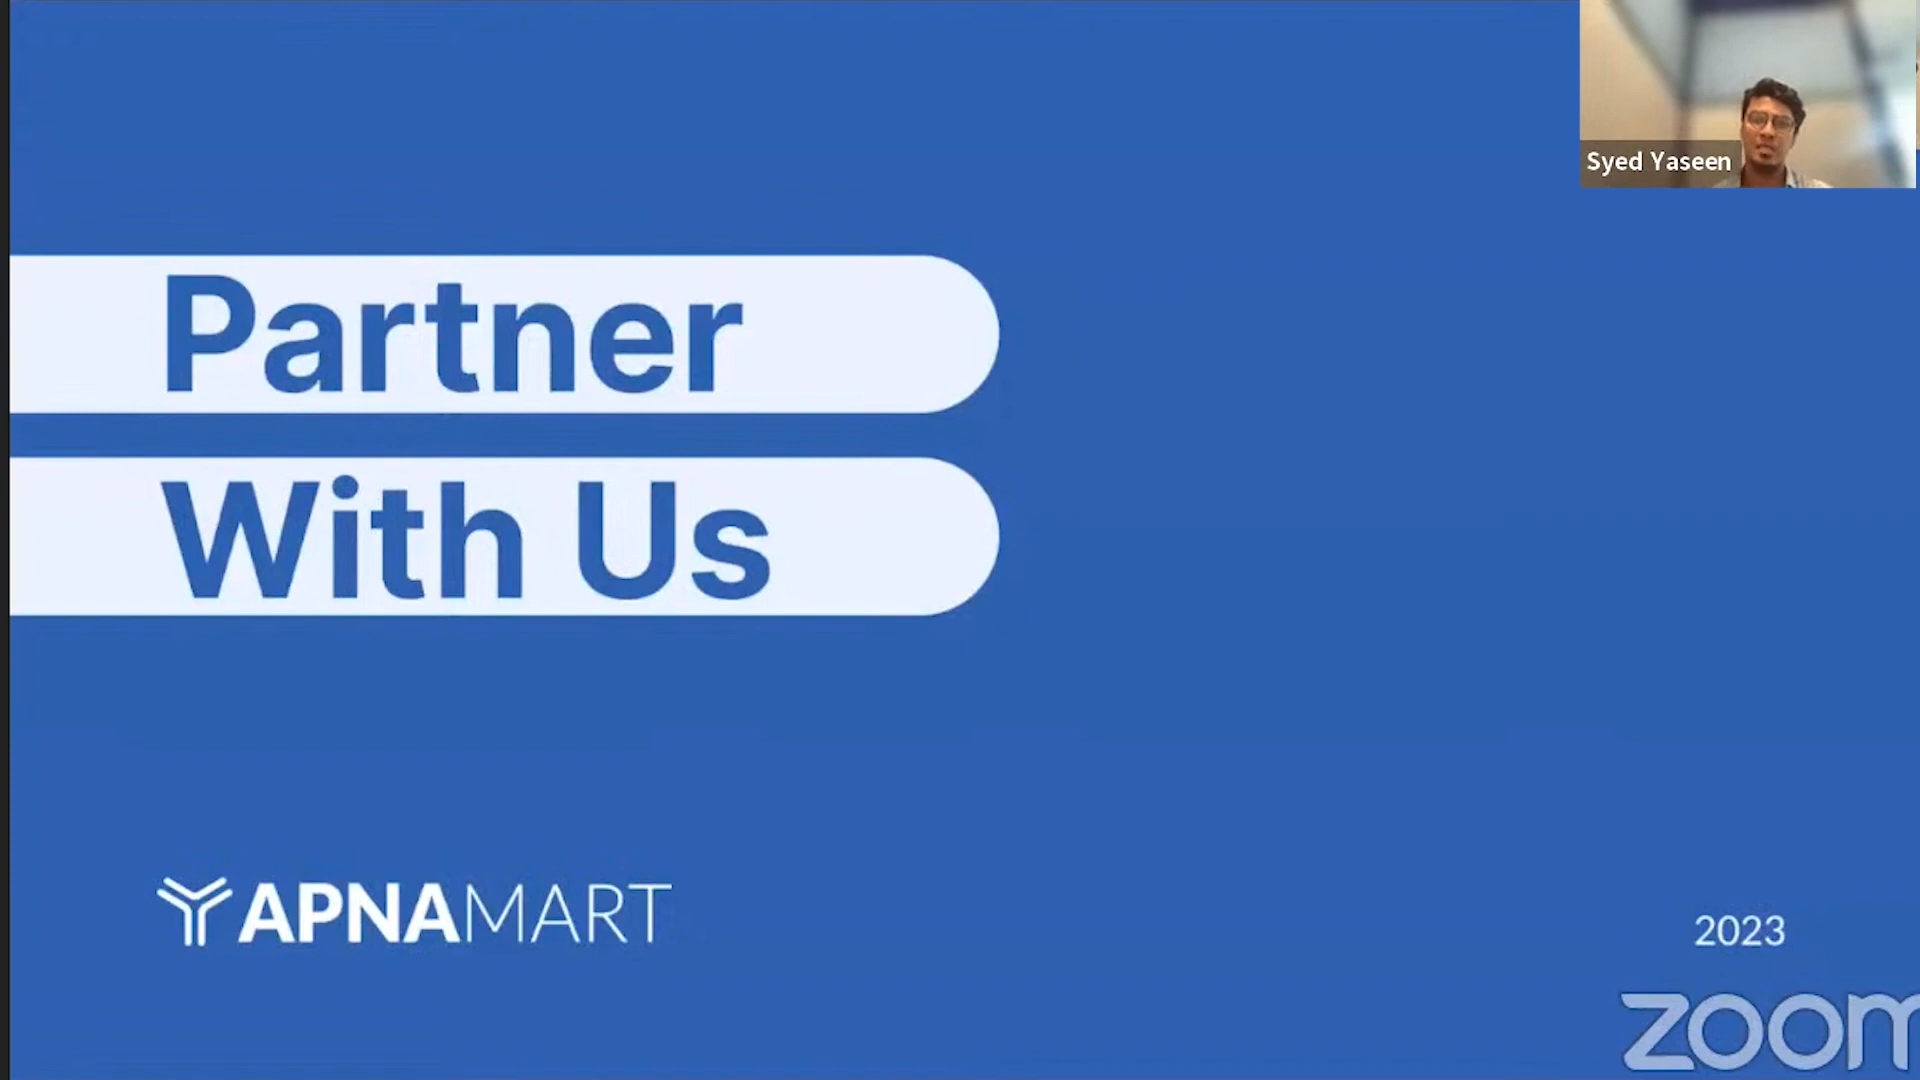 Syed Yaseen
Partner
With Us
APNAMART
2023
zoom